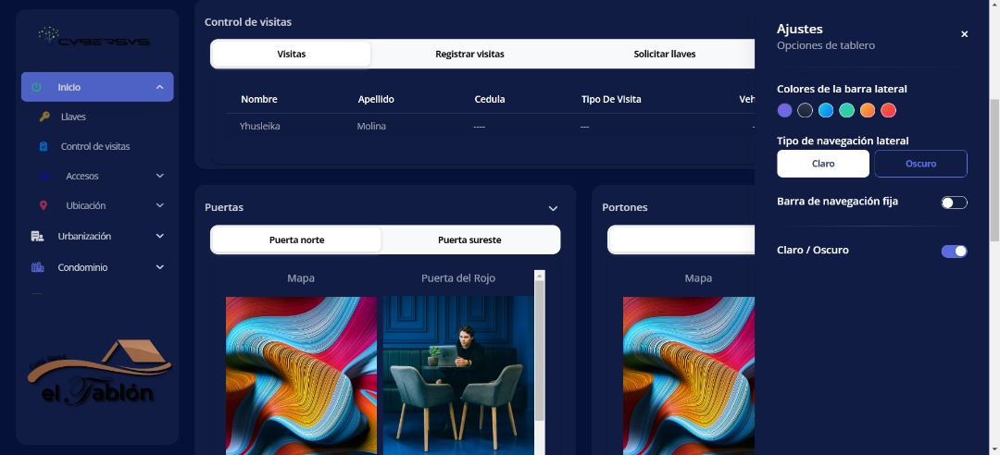 CYBERSYS
Inicio
Llaves
Control de visitas
Accesos
Ubicación
Urbanización
Condominio
el Tablón
Control de visitas
Visitas
Registrar visitas
Solicitar llaves
Nombre
Apellido
Cedula
Tipo De Visita
Veh
Yhusleika
Molina
----
---
-
Puertas
Puerta norte
Puerta sureste
Mapa
Puerta del Rojo
Portones
Mapa
Ajustes
Opciones de tablero
×
Colores de la barra lateral
Tipo de navegación lateral
Claro
Oscuro
Barra de navegación fija
Claro / Oscuro